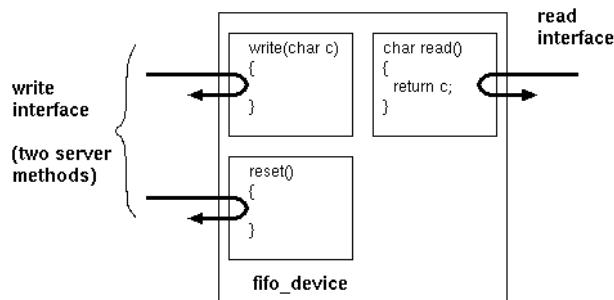 read
interface
write
interface
(two server
methods)
write(char c)
{
}
char read()
{
return c;
}
reset()
{
}
fifo_device